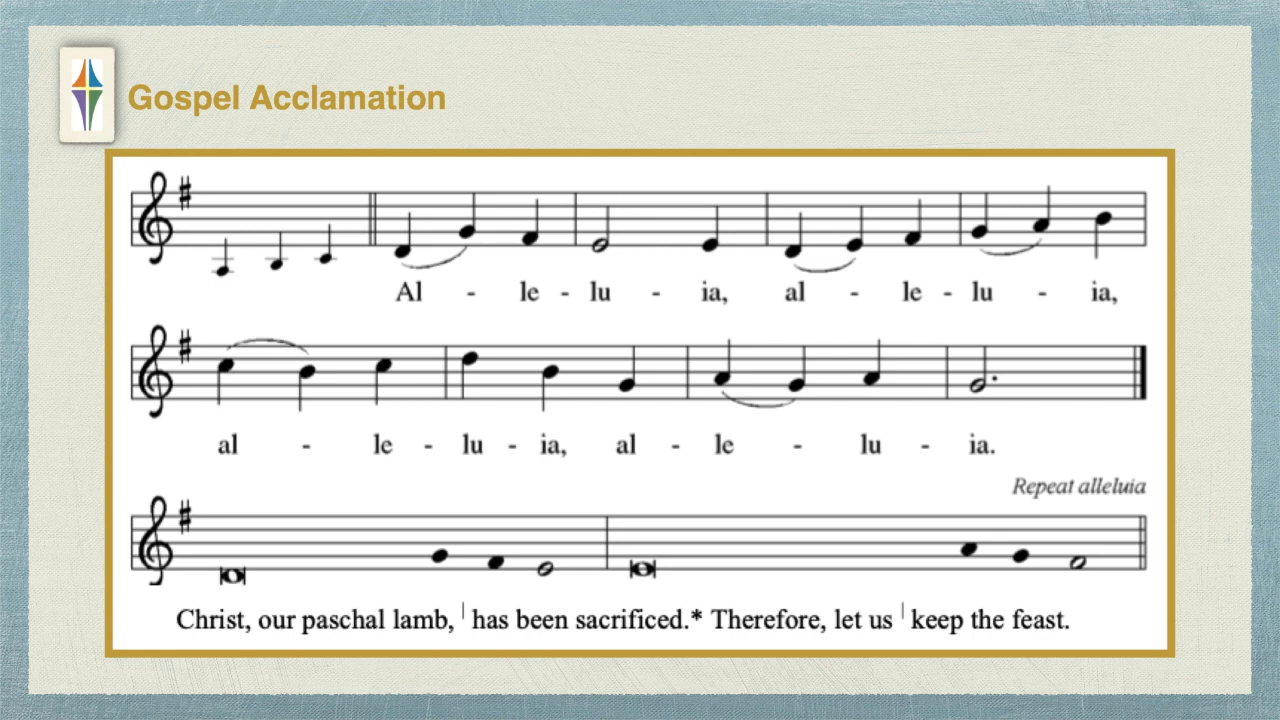 Gospel Acclamation
Al - le - lu - ia, al - le - lu - ia,
al - le - lu - ia, al - le - lu - ia.
Repeat alleluia
Christ, our paschal lamb, | has been sacrificed.* Therefore, let us | keep the feast.